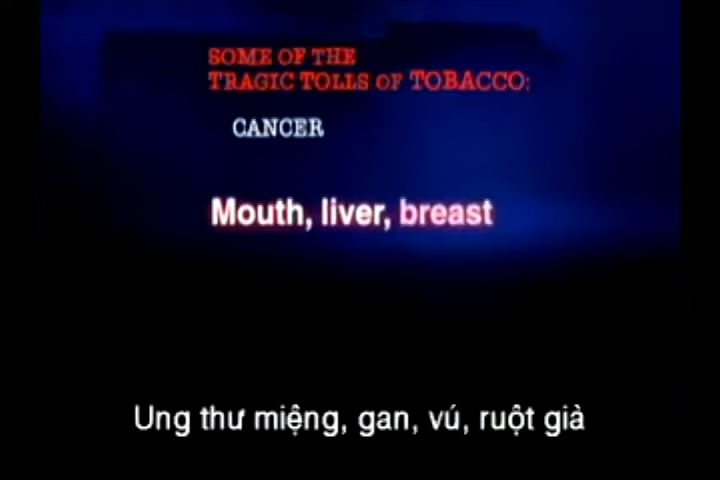 SOME OF THE
TRAGIC TOLLS OF TOBACCO:
CANCER
Mouth, liver, breast
Ung thư miệng, gan, vú, ruột già